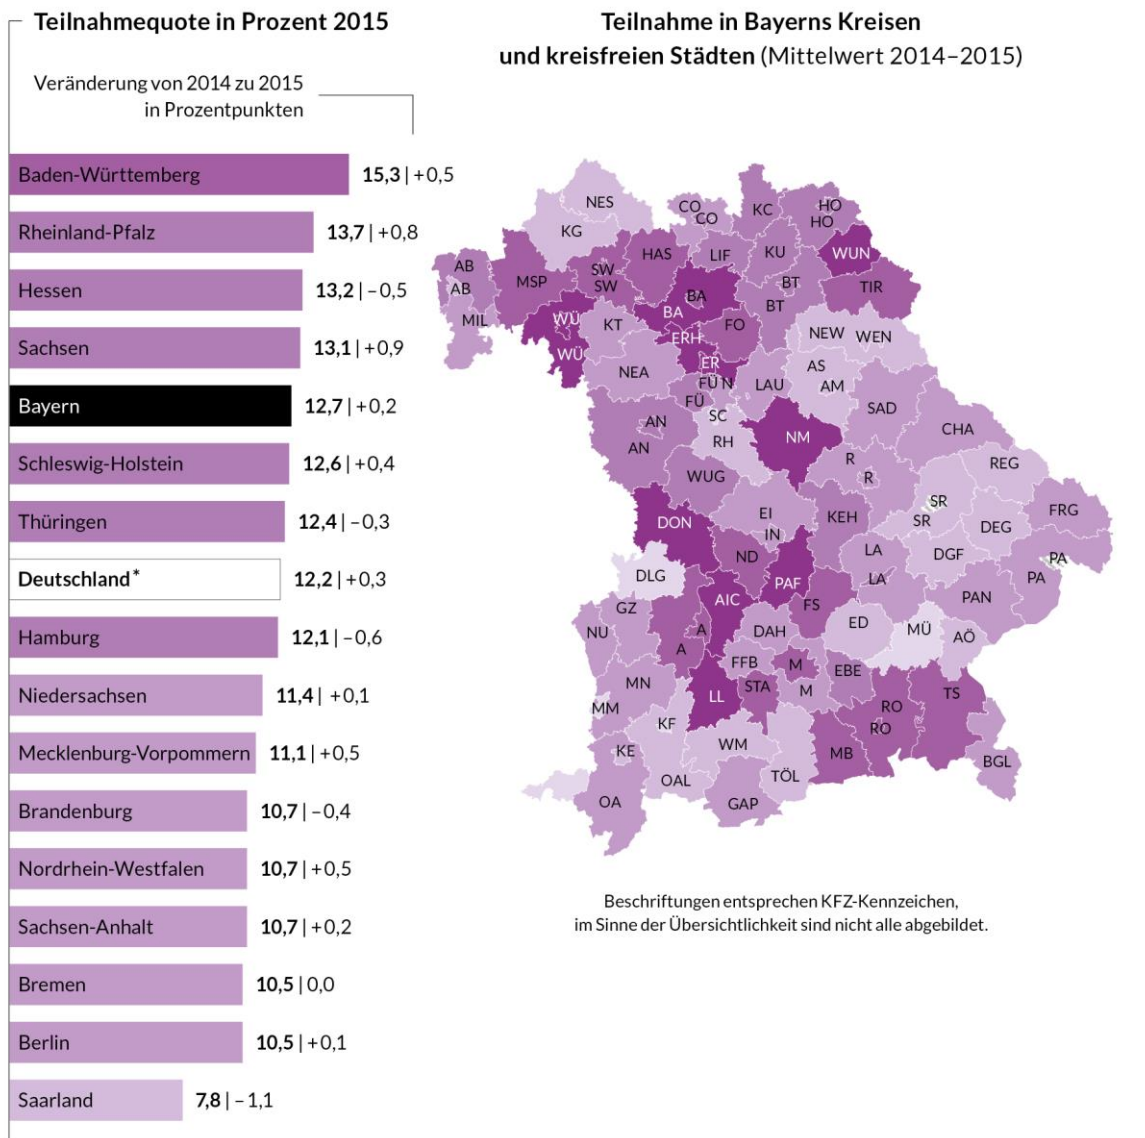 Teilnahmequote in Prozent 2015
Veränderung von 2014 zu 2015
in Prozentpunkten
Baden-Württemberg 15,3 | +0,5
Rheinland-Pfalz 13,7 | +0,8
Hessen 13,2 | –0,5
Sachsen 13,1 | +0,9
Bayern 12,7 | +0,2
Schleswig-Holstein 12,6 | +0,4
Thüringen 12,4 | –0,3
Deutschland* 12,2 | +0,3
Hamburg 12,1 | –0,6
Niedersachsen 11,4 | +0,1
Mecklenburg-Vorpommern 11,1 | +0,5
Brandenburg 10,7 | –0,4
Nordrhein-Westfalen 10,7 | +0,5
Sachsen-Anhalt 10,7 | +0,2
Bremen 10,5 | 0,0
Berlin 10,5 | +0,1
Saarland 7,8 | –1,1
Teilnahme in Bayerns Kreisen
und kreisfreien Städten (Mittelwert 2014–2015)
NES CO KC HO
CO HO
KG
HAS LIF KU WUN
AB SW
MSP SW BT TIR
AB BA
BA BT
MIL WÜ KT FO
ERH NEW WEN
WÜ ER AS
NEA FÜ N LAU AM
FÜ SAD
AN SC CHA
AN RH NM
R REG
WUG R
SR
DON EI KEH SR DEG FRG
IN
ND LA DGF PA
DLG PAF LA PA
GZ AIC FS PAN
NU A DAH ED MÜ AÖ
A FFB M EBE
MN LL STA M RO TS
MM KF RO
KE WM MB BGL
OAL TÖL
OA GAP
Beschriftungen entsprechen KFZ-Kennzeichen,
im Sinne der Übersichtlichkeit sind nicht alle abgebildet.